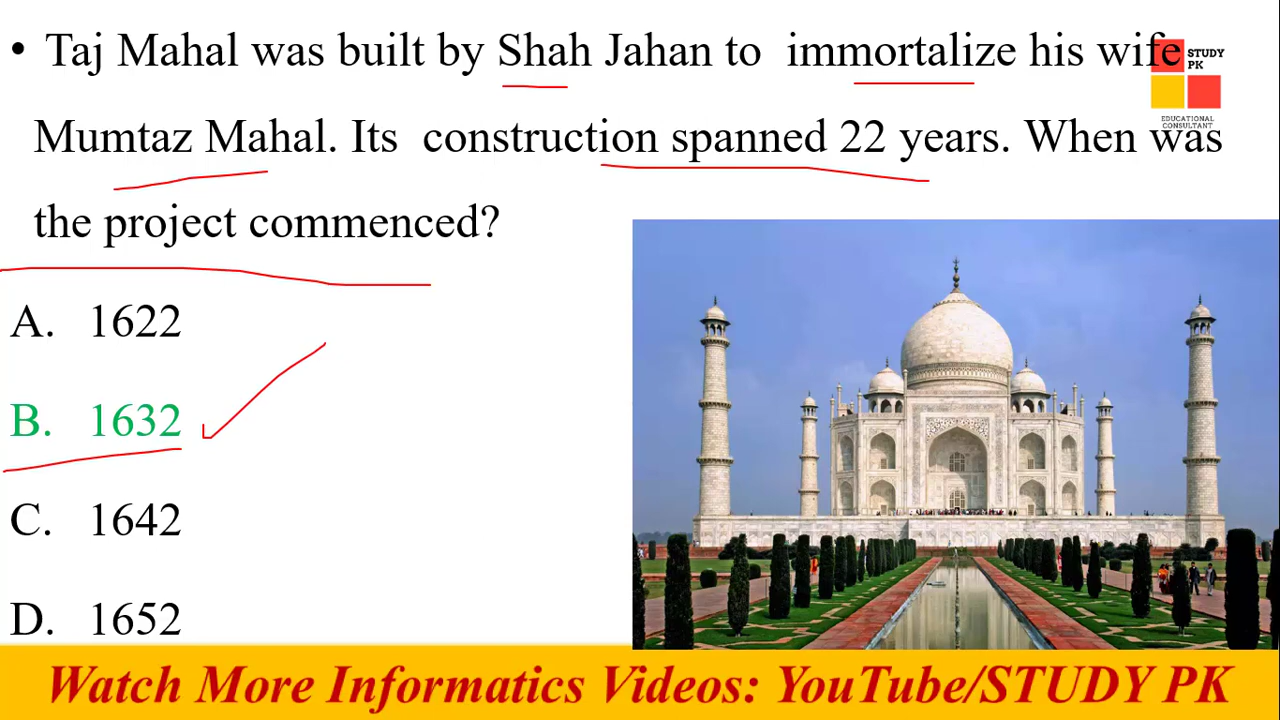 • Taj Mahal was built by Shah Jahan to immortalize his wife
STUDY
PK
EDUCATIONAL
CONSULTANT
Mumtaz Mahal. Its construction spanned 22 years. When was
the project commenced?
A. 1622
B. 1632
C. 1642
D. 1652
Watch More Informatics Videos: YouTube/STUDY PK